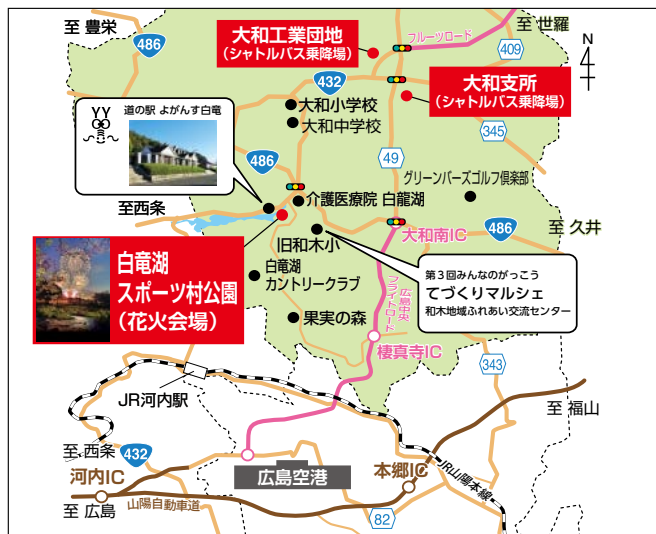 至 豊栄
486
大和工業団地
(シャトルバス乗降場)
フルーツロード
至 世羅
409
N
432
大和支所
(シャトルバス乗降場)
道の駅 よがんす白竜
大和小学校
大和中学校
345
486
49
グリーンバーズゴルフ倶楽部
至西条
介護医療院 白龍湖
大和南IC
486
至 久井
旧和木小
白竜湖
スポーツ村公園
(花火会場)
白竜湖
カントリークラブ
広島中央
フライトロード
第3回みんなのがっこう
てづくりマルシェ
和木地域ふれあい交流センター
果実の森
棲真寺IC
343
JR河内駅
至 福山
至 西条
432
河内IC
広島空港
本郷IC
JR山陽本線
至 広島
山陽自動車道
82